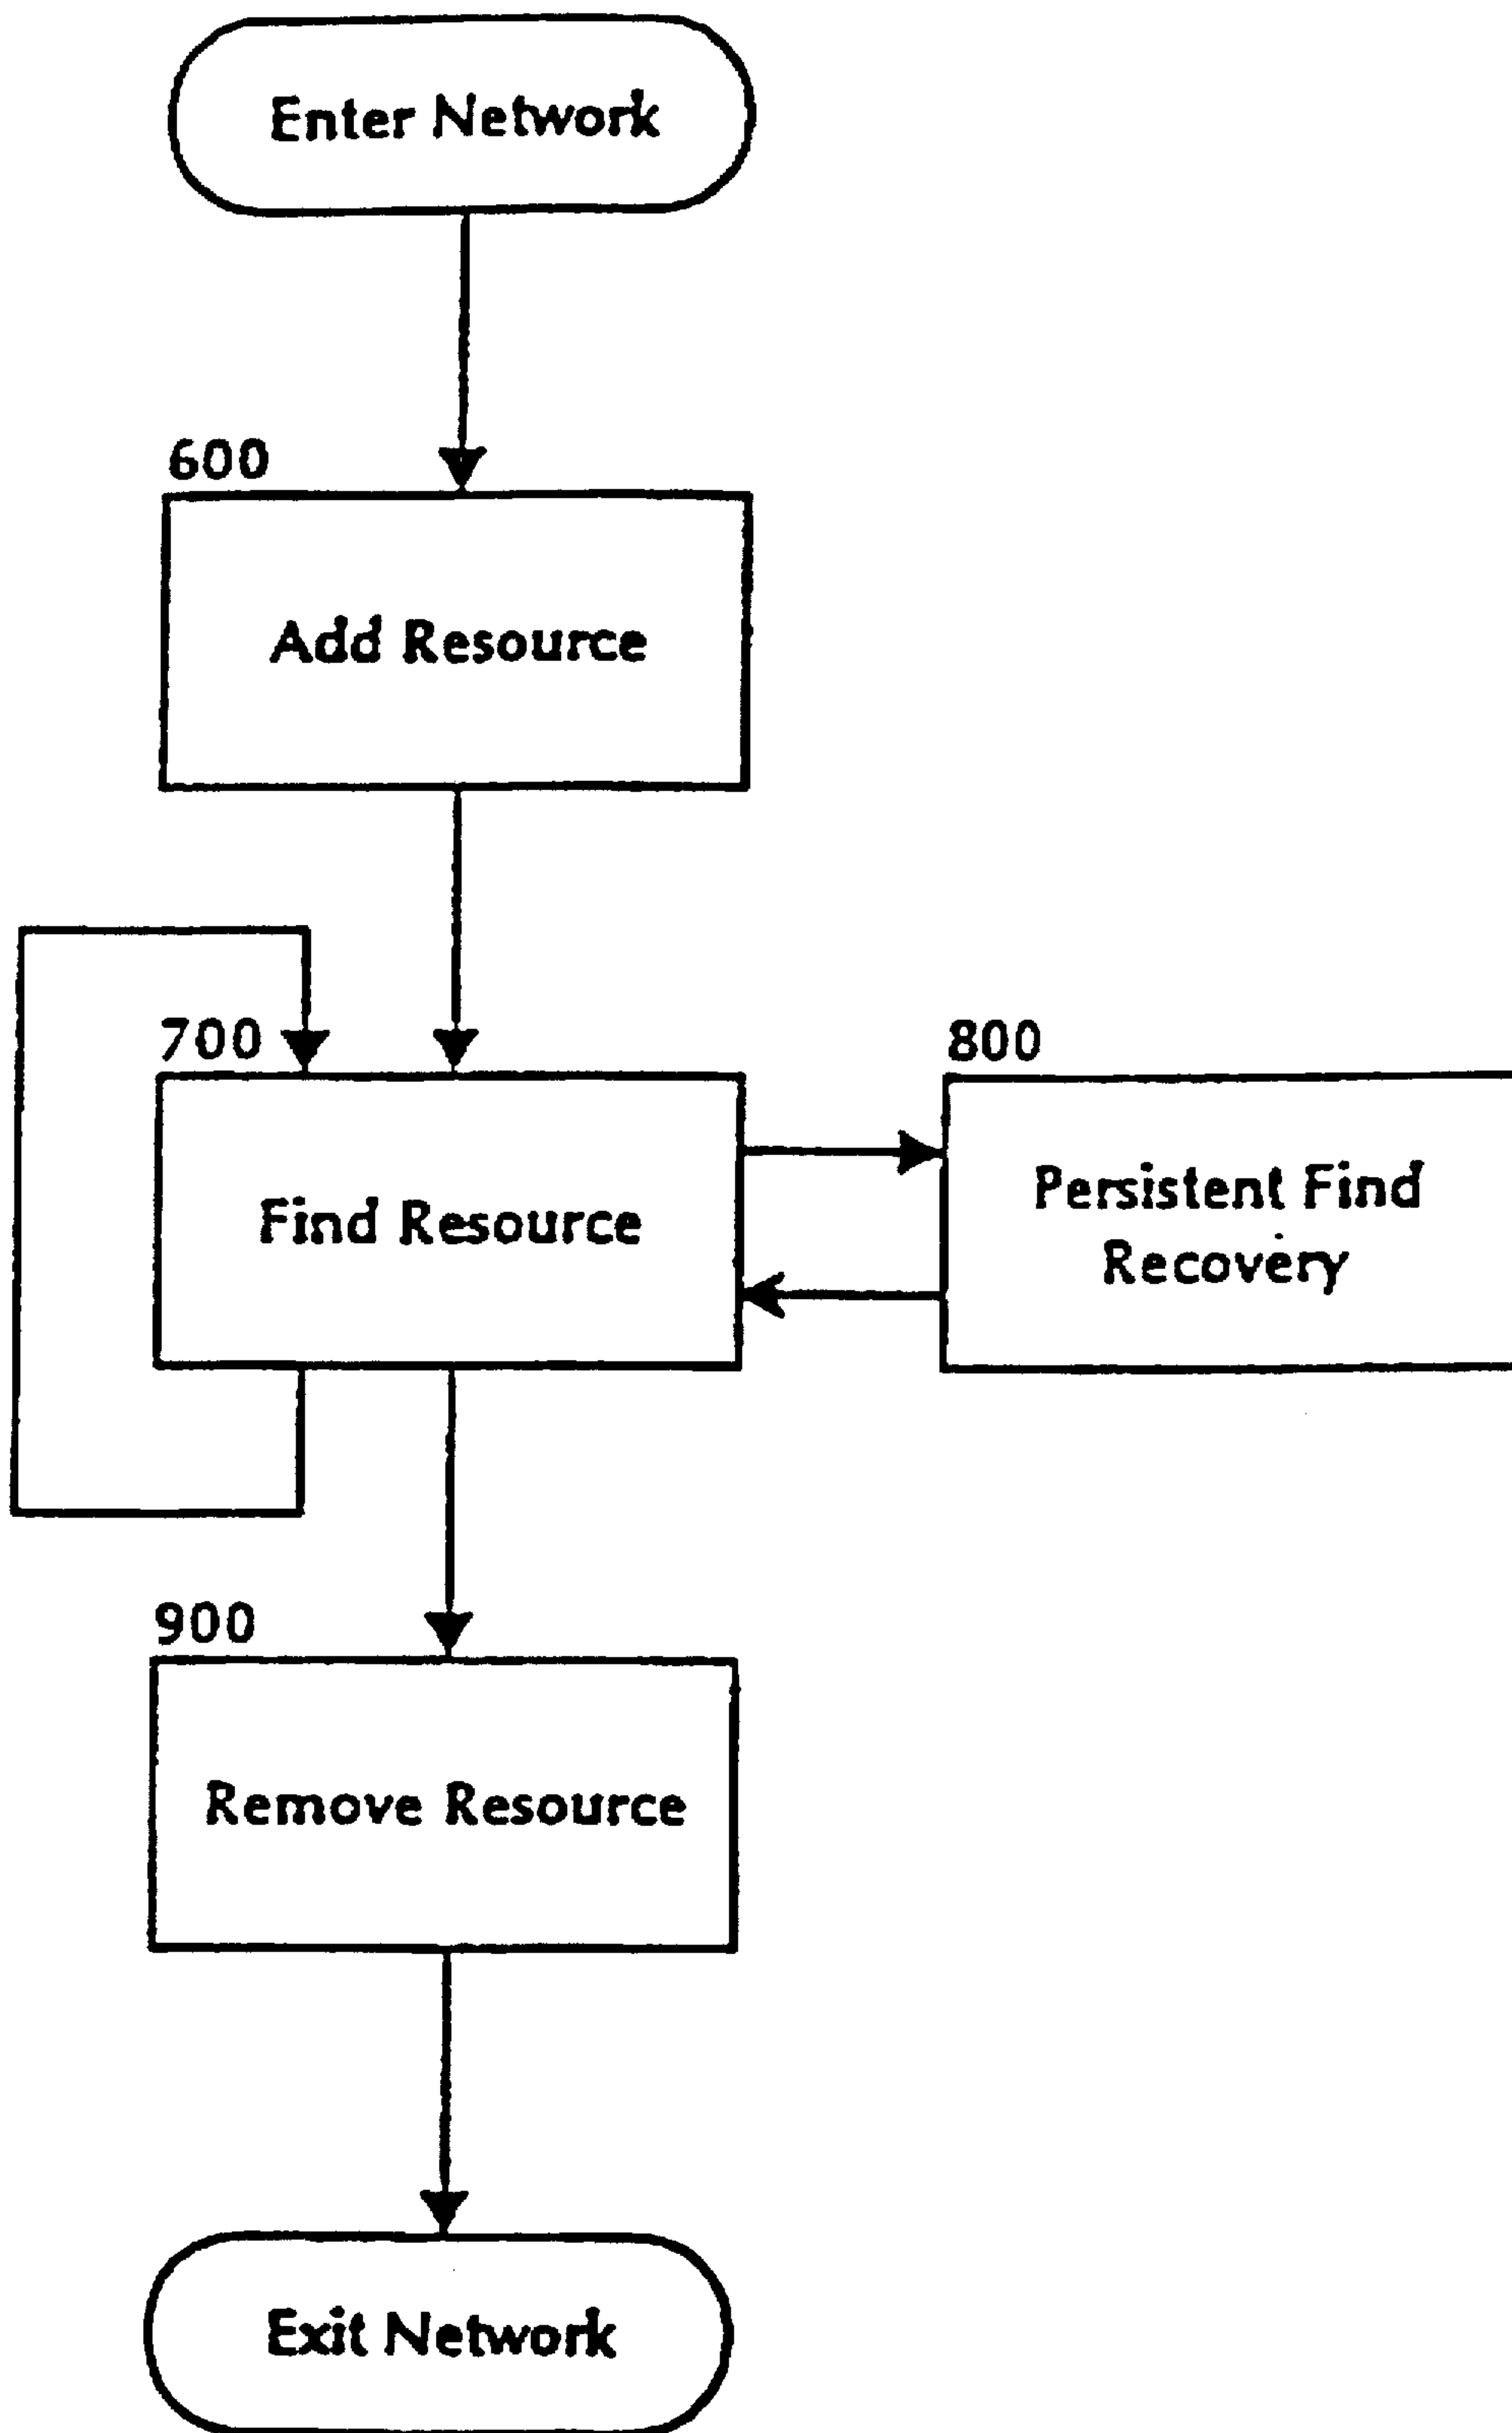 Enter Network
600
Add Resource
700
Find Resource
800
Persistent Find
Recovery
900
Remove Resource
Exit Network